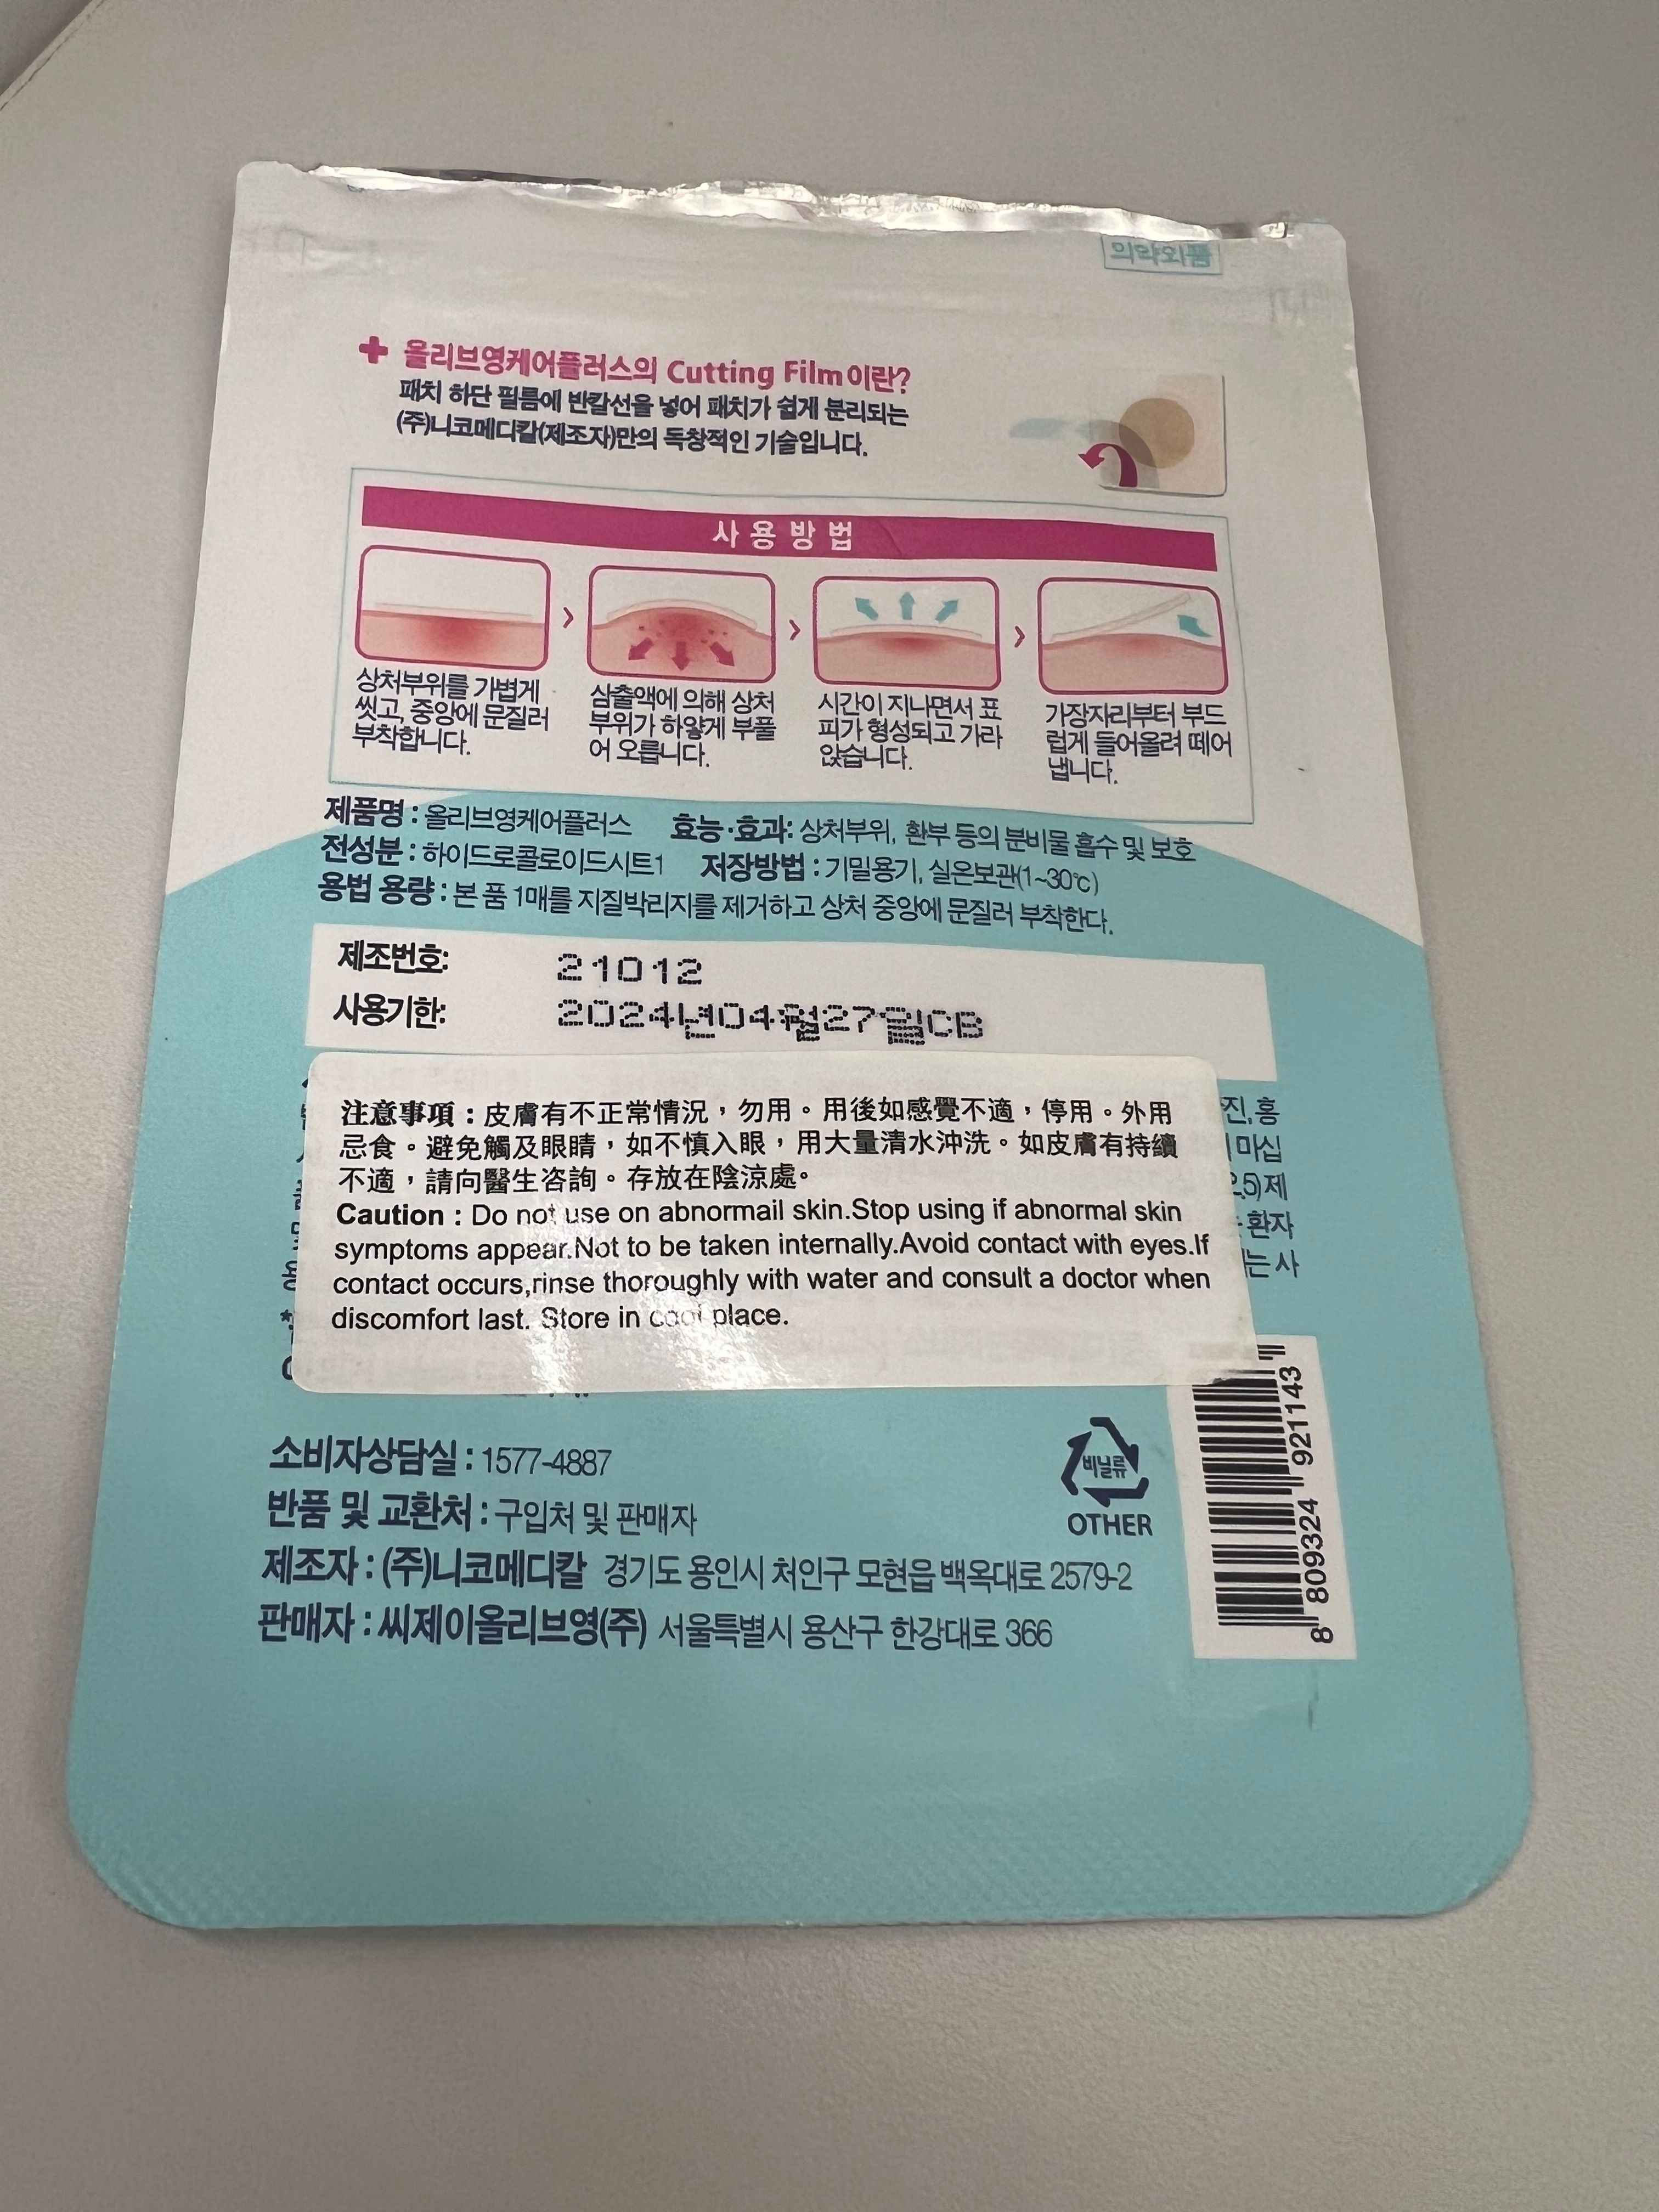 의약외품
올리브영케어플러스의 Cutting Film이란?
패치 하단 필름에 반칼선을 넣어 패치가 쉽게 분리되는
(주)니코메디칼(제조자)만의 독창적인 기술입니다.
사용방법
상처부위를 가볍게
씻고, 중앙에 문질러
부착합니다.
삼출액에 의해 상처
부위가 하얗게 부풀
어 오릅니다.
시간이 지나면서 표
피가 형성되고 가라
앉습니다.
가장자리부터 부드
럽게 들어올려 떼어
냅니다.
제품명 : 올리브영케어플러스 효능·효과: 상처부위, 환부 등의 분비물 흡수 및 보호
전성분 : 하이드로콜로이드시트1 저장방법 : 기밀용기, 실온보관(1~30℃)
용법 용량 : 본 품 1매를 지질박리지를 제거하고 상처 중앙에 문질러 부착한다.
제조번호: 21012
사용기한: 2024년04월27일CB
注意事項：皮膚有不正常情況，勿用。用後如感覺不適，停用。外用
忌食。避免觸及眼睛，如不慎入眼，用大量清水沖洗。如皮膚有持續
不適，請向醫生咨詢。存放在陰涼處。
Caution : Do not use on abnormail skin.Stop using if abnormal skin
symptoms appear.Not to be taken internally.Avoid contact with eyes.If
contact occurs,rinse thoroughly with water and consult a doctor when
discomfort last. Store in cool place.
진, 홍
마십
2.5)제
환자
는 사
소비자상담실 : 1577-4887
반품 및 교환처 : 구입처 및 판매자
제조자 : (주)니코메디칼 경기도 용인시 처인구 모현읍 백옥대로 2579-2
판매자 : 씨제이올리브영(주) 서울특별시 용산구 한강대로 366
비닐류
OTHER
8 809324 921143